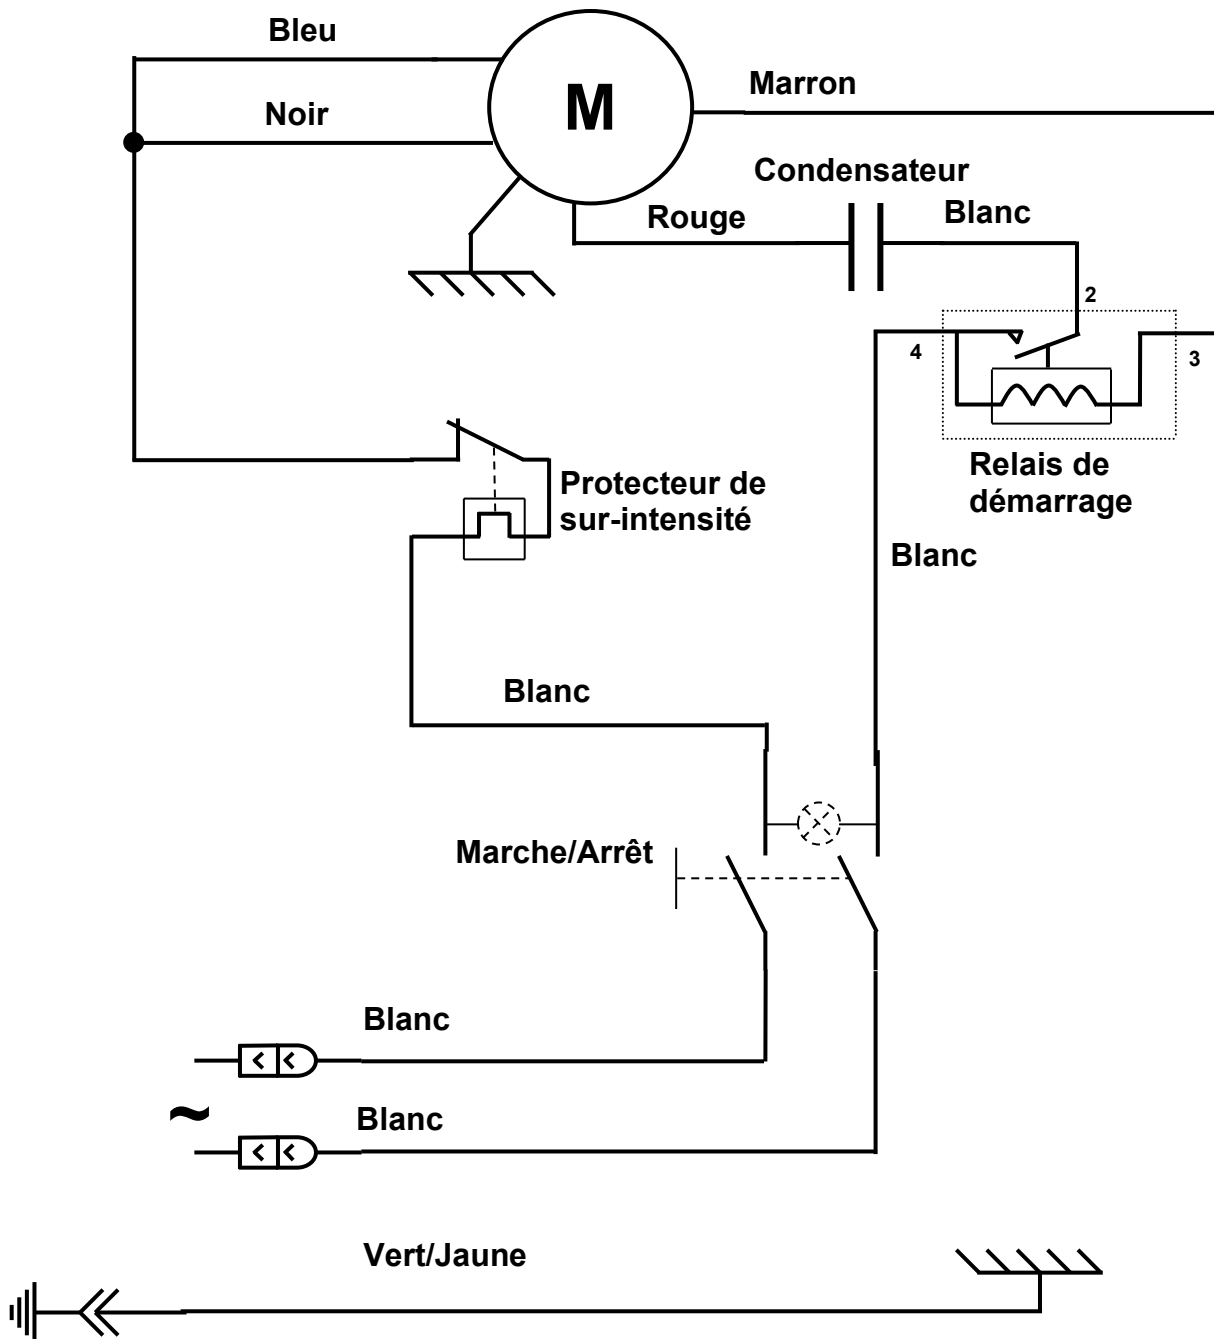 Bleu
Noir
M
Marron
Condensateur
Rouge
Blanc
2
4
3
Relais de
démarrage
Protecteur de
sur-intensité
Blanc
Blanc
Marche/Arrêt
Blanc
~
Blanc
Vert/Jaune